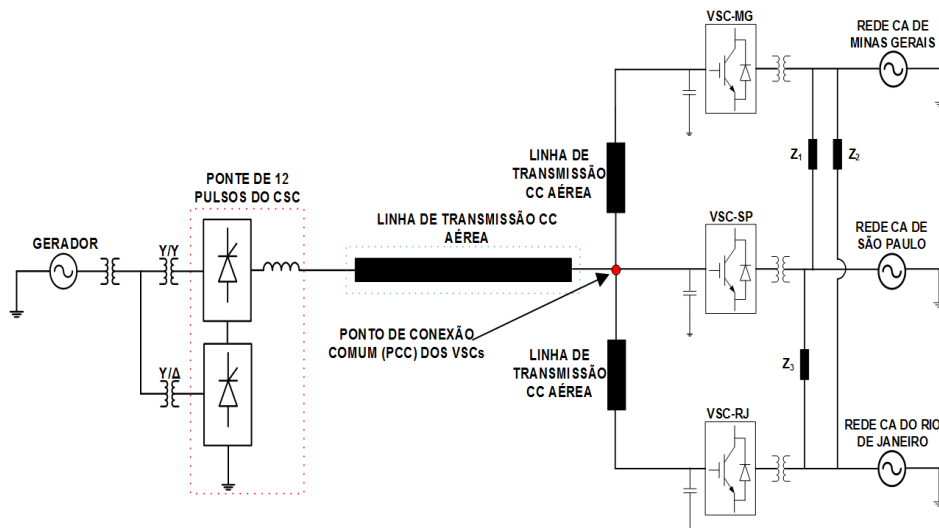 VSC-MG
REDE CA DE
MINAS GERAIS
LINHA DE
TRANSMISSÃO
CC AÉREA
Z1
Z2
PONTE DE 12
PULSOS DO CSC
LINHA DE TRANSMISSÃO CC
AÉREA
VSC-SP
REDE CA DE
SÃO PAULO
GERADOR
Y/Y
PONTO DE CONEXÃO
COMUM (PCC) DOS VSCs
LINHA DE
TRANSMISSÃO
CC AÉREA
Z3
Y/Δ
VSC-RJ
REDE CA DO RIO
DE JANEIRO